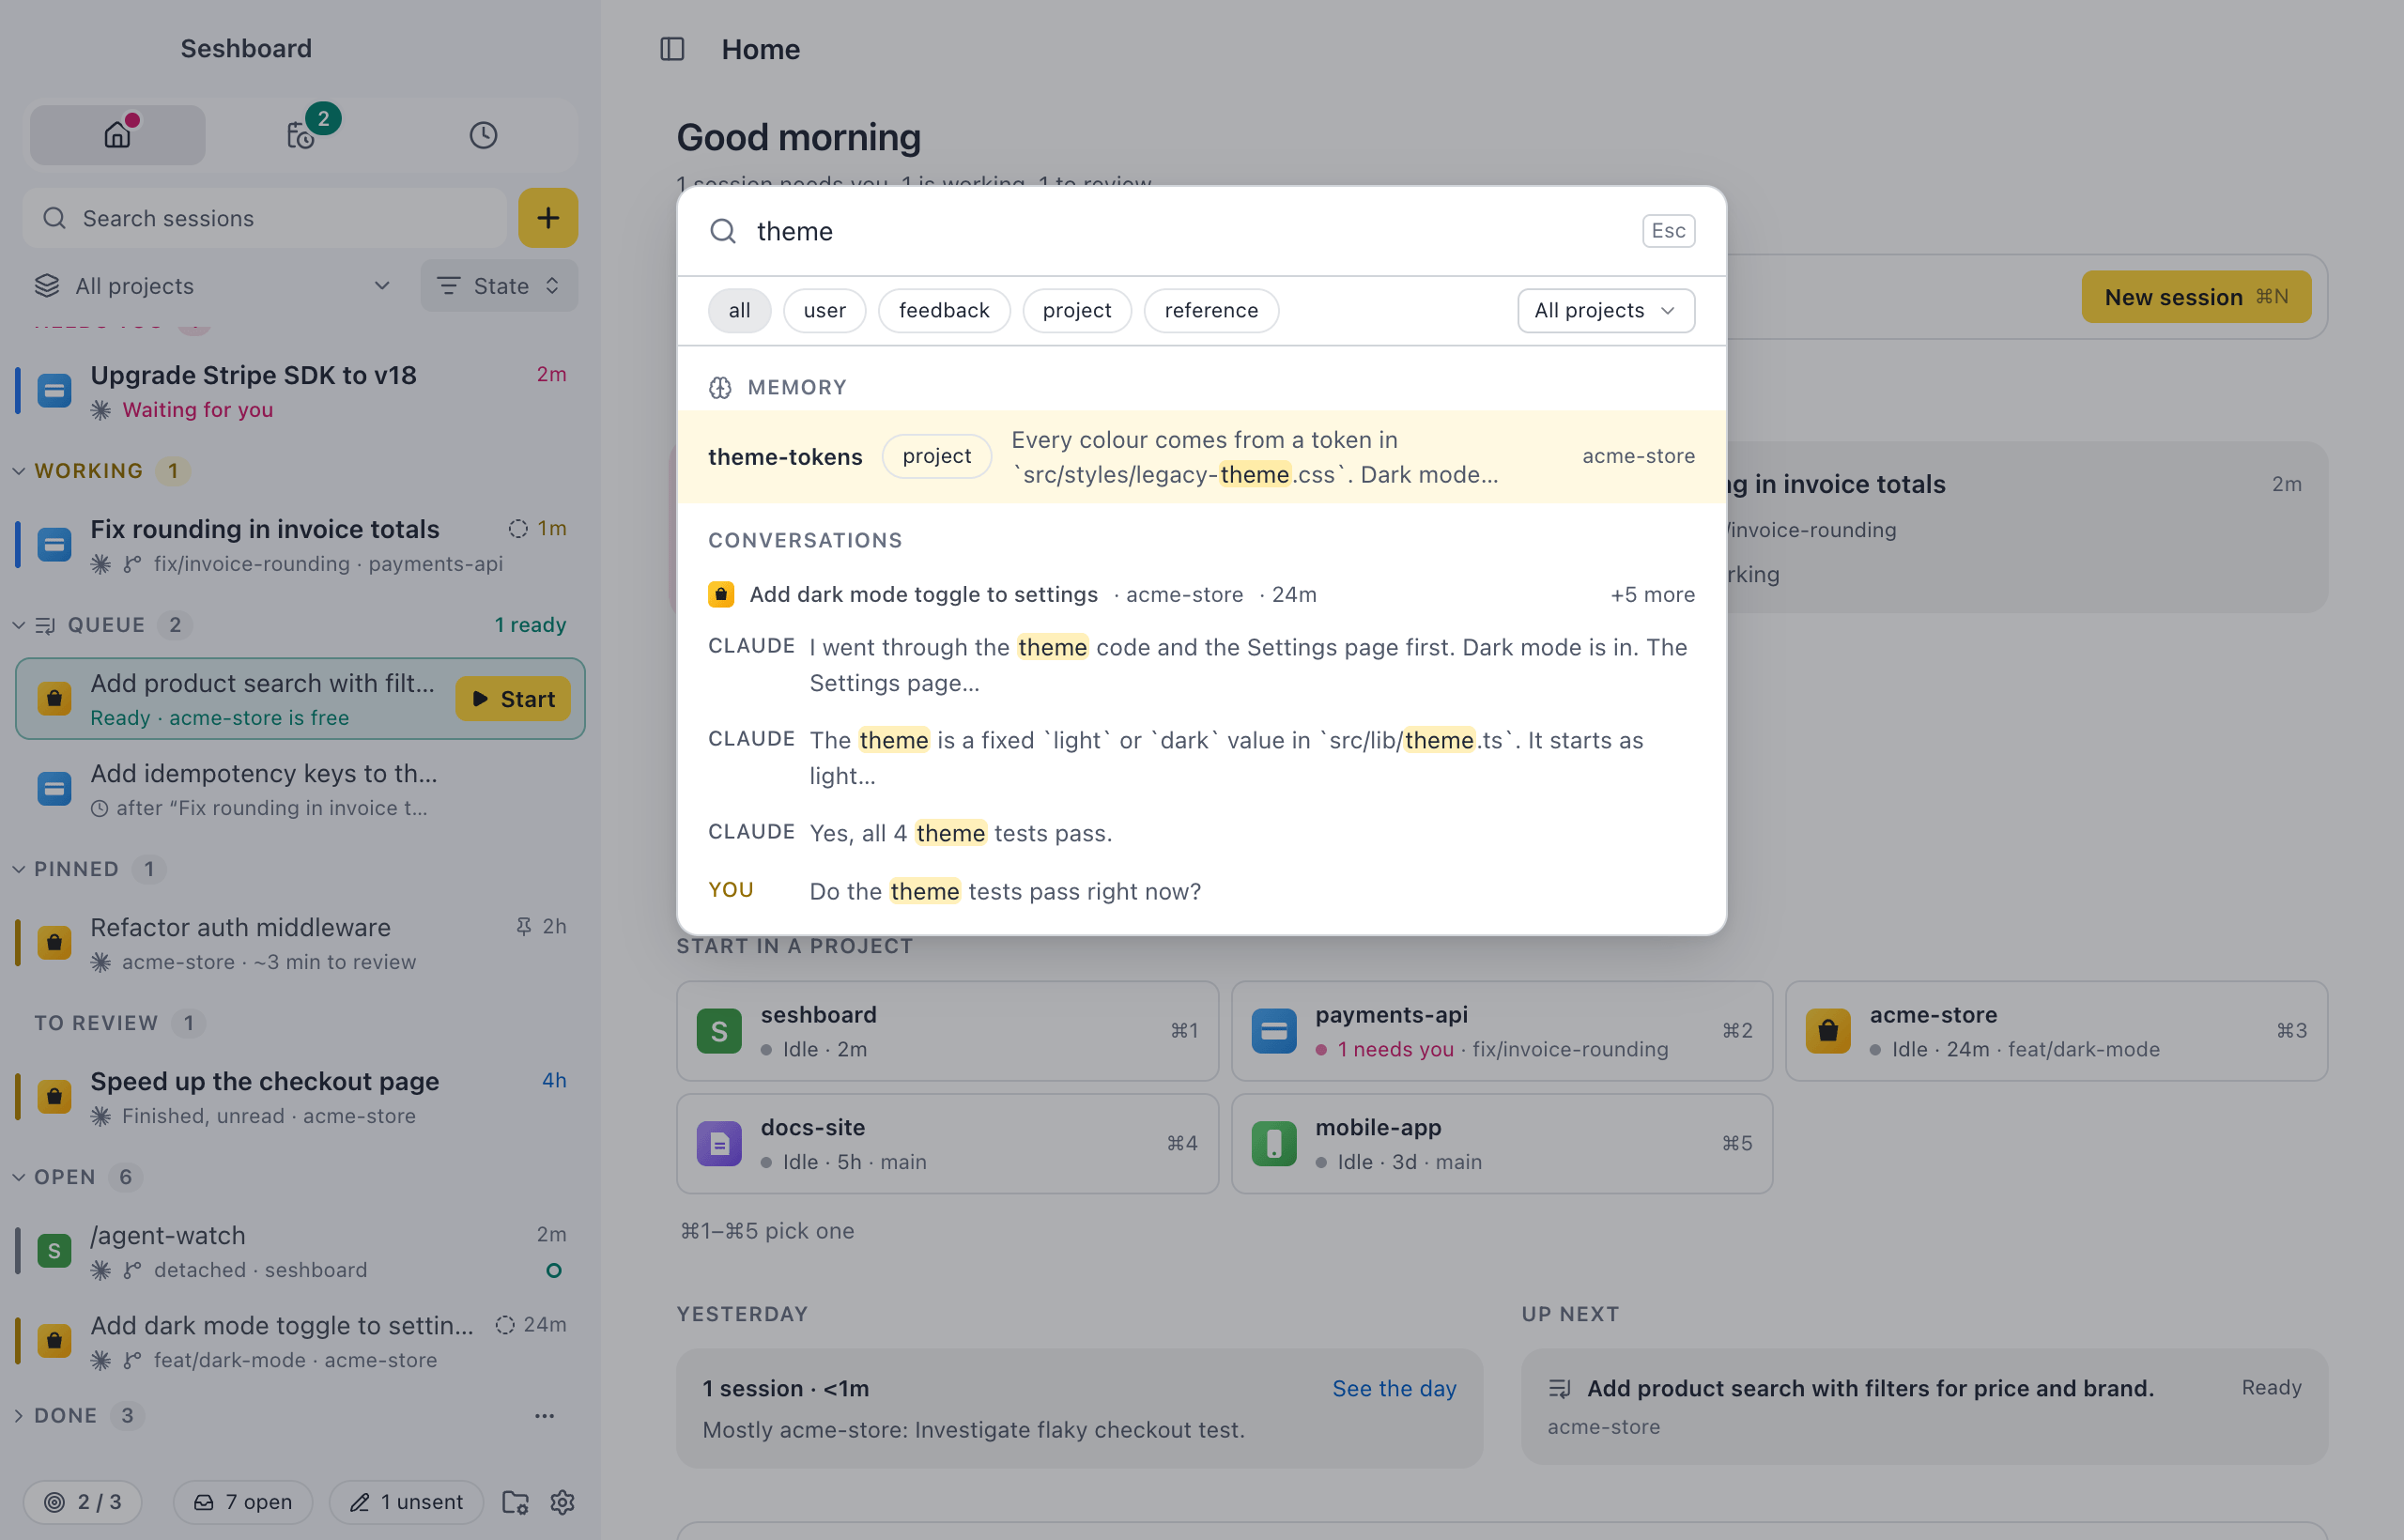 Seshboard
2
Search sessions
All projects
State
Upgrade Stripe SDK to v18
2m
Waiting for you
WORKING 1
Fix rounding in invoice totals
1m
fix/invoice-rounding · payments-api
QUEUE 2
1 ready
Add product search with filt...
Start
Ready · acme-store is free
Add idempotency keys to th...
after “Fix rounding in invoice t...
PINNED 1
Refactor auth middleware
2h
acme-store · ~3 min to review
TO REVIEW 1
Speed up the checkout page
4h
Finished, unread · acme-store
OPEN 6
S
/agent-watch
2m
detached · seshboard
Add dark mode toggle to settin...
24m
feat/dark-mode · acme-store
DONE 3
2 / 3
7 open
1 unsent
Home
Good morning
1 session needs you, 1 is working, 1 to review
New session ⌘N
theme
Esc
all
user
feedback
project
reference
All projects
MEMORY
theme-tokens
project
Every colour comes from a token in
`src/styles/legacy-theme.css`. Dark mode...
acme-store
CONVERSATIONS
Add dark mode toggle to settings · acme-store · 24m
+5 more
CLAUDE I went through the theme code and the Settings page first. Dark mode is in. The
Settings page...
CLAUDE The theme is a fixed `light` or `dark` value in `src/lib/theme.ts`. It starts as
light...
CLAUDE Yes, all 4 theme tests pass.
YOU Do the theme tests pass right now?
in invoice totals
2m
/invoice-rounding
START IN A PROJECT
S
seshboard
Idle · 2m
⌘1
payments-api
1 needs you · fix/invoice-rounding
⌘2
acme-store
Idle · 24m · feat/dark-mode
⌘3
docs-site
Idle · 5h · main
⌘4
mobile-app
Idle · 3d · main
⌘5
⌘1–⌘5 pick one
YESTERDAY
1 session · <1m
See the day
Mostly acme-store: Investigate flaky checkout test.
UP NEXT
Add product search with filters for price and brand.
Ready
acme-store